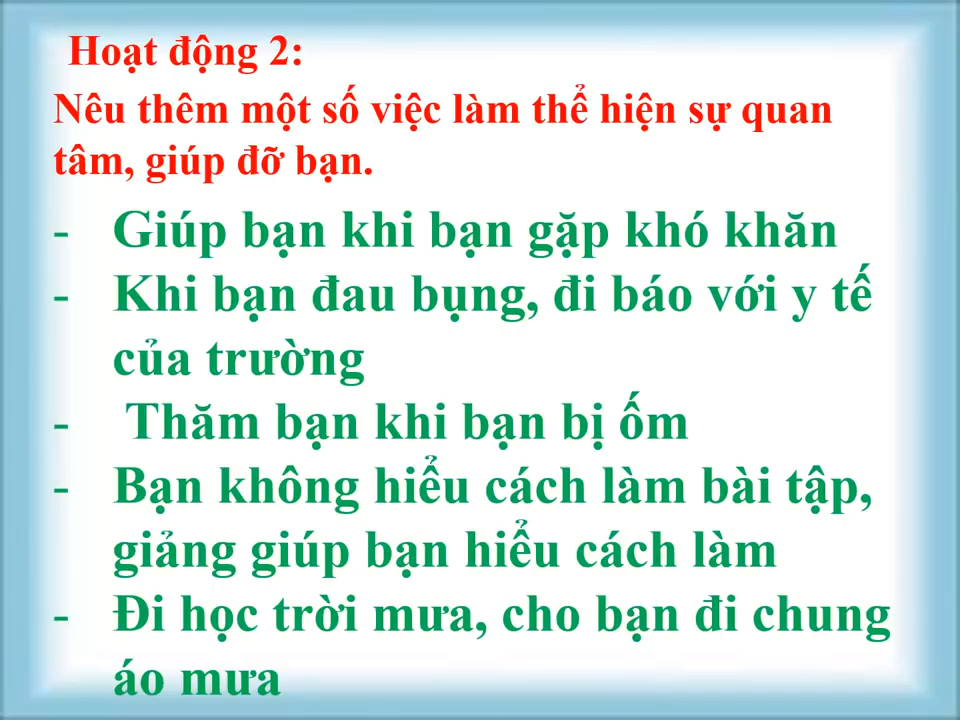 Hoạt động 2:
Nêu thêm một số việc làm thể hiện sự quan
tâm, giúp đỡ bạn.
- Giúp bạn khi bạn gặp khó khăn
- Khi bạn đau bụng, đi báo với y tế
của trường
- Thăm bạn khi bạn bị ốm
- Bạn không hiểu cách làm bài tập,
giảng giúp bạn hiểu cách làm
- Đi học trời mưa, cho bạn đi chung
áo mưa